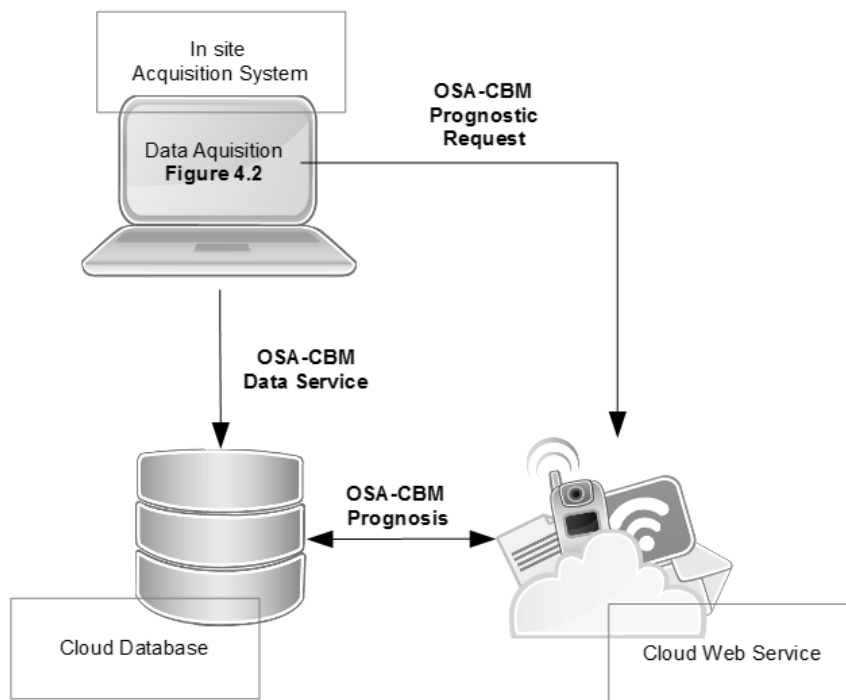 In site
Acquisition System
OSA-CBM
Prognostic
Request
Data Aquisition
Figure 4.2
OSA-CBM
Data Service
OSA-CBM
Prognosis
Cloud Database
Cloud Web Service